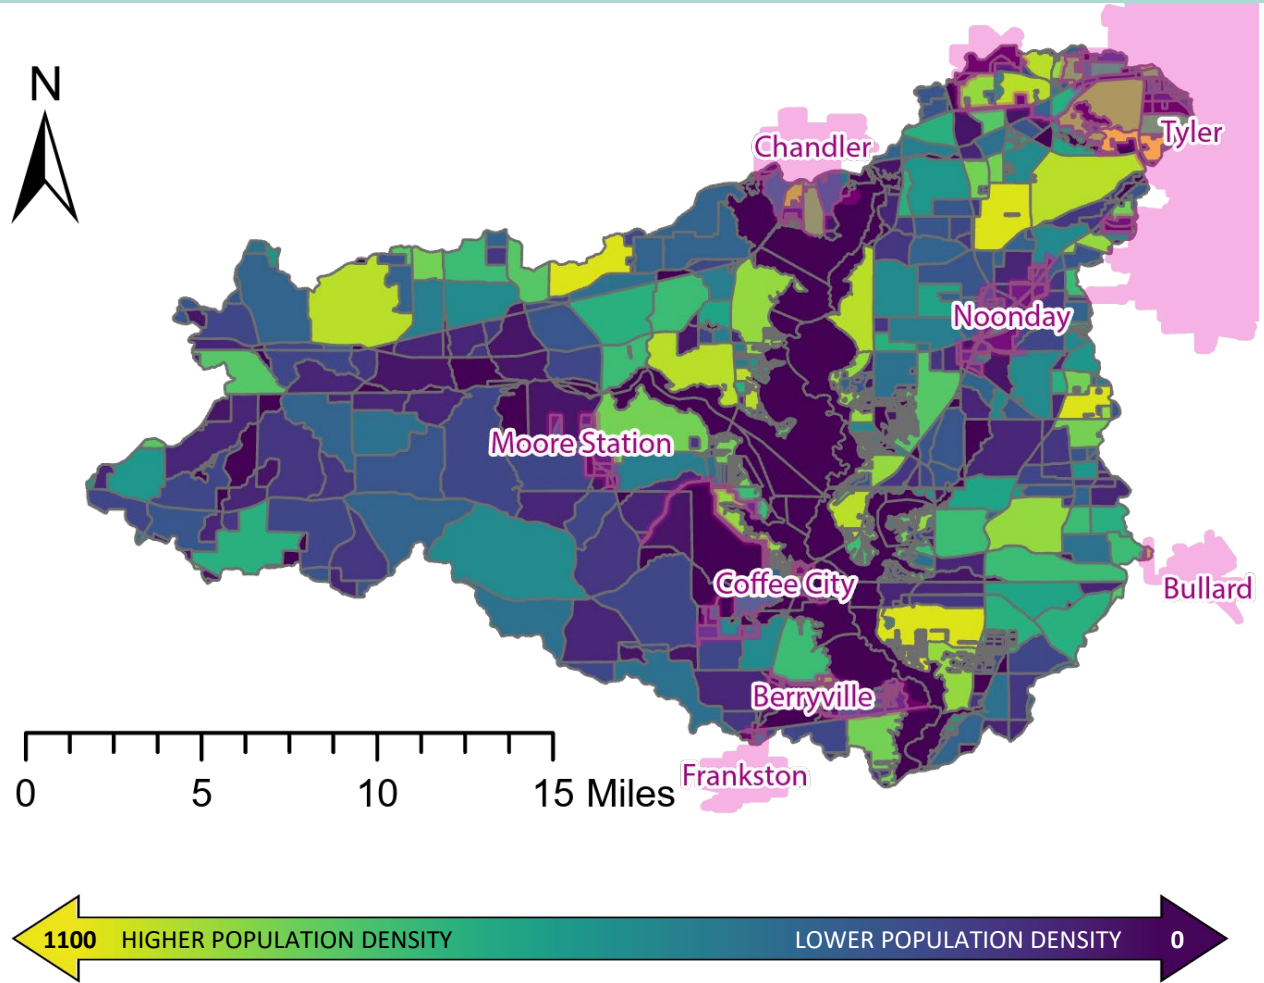 N
Chandler
Tyler
Noonday
Moore Station
Coffee City
Bullard
Berryville
Frankston
0 5 10 15 Miles
1100 HIGHER POPULATION DENSITY LOWER POPULATION DENSITY 0